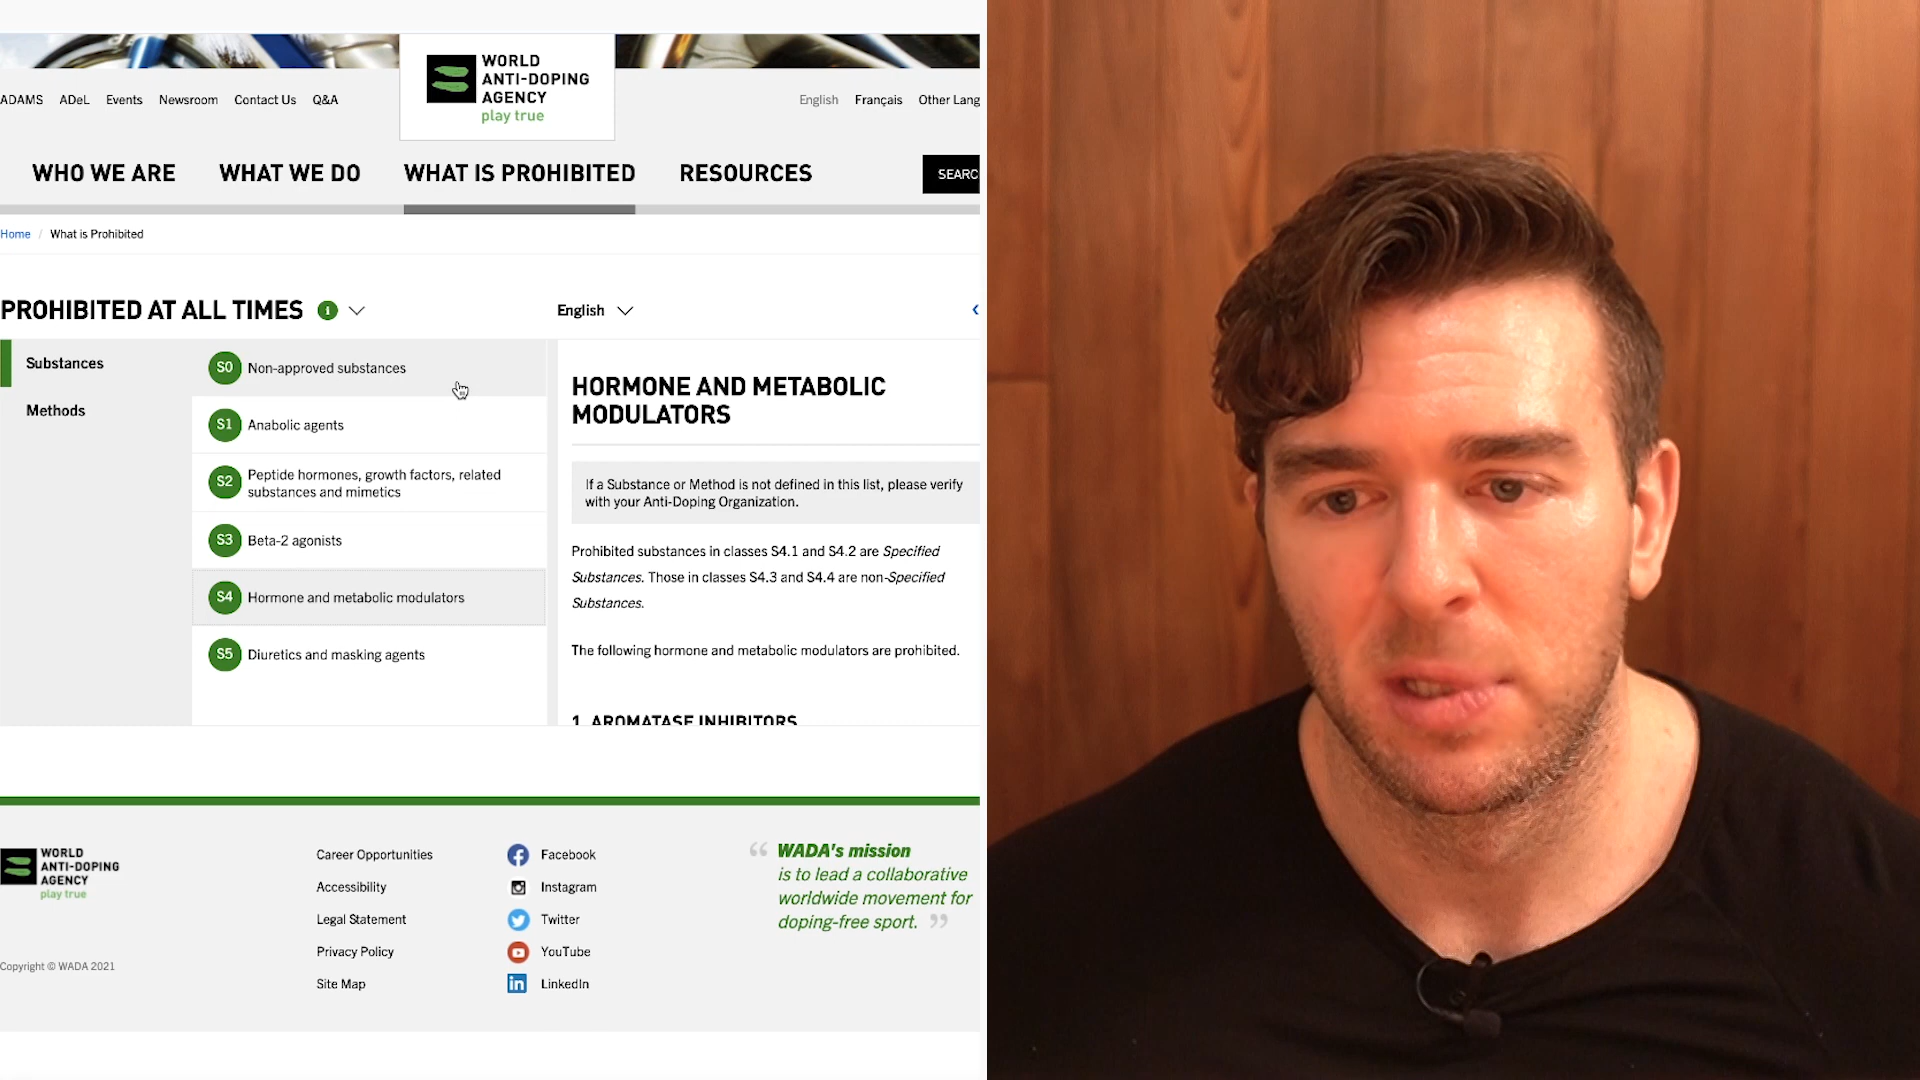 WORLD
ANTI-DOPING
AGENCY
play true
ADAMS ADeL Events Newsroom Contact Us Q&A
English Français Other Lang
WHO WE ARE WHAT WE DO WHAT IS PROHIBITED RESOURCES
SEARC
Home / What is Prohibited
PROHIBITED AT ALL TIMES i
English
Substances
Methods
S0 Non-approved substances
S1 Anabolic agents
S2 Peptide hormones, growth factors, related
substances and mimetics
S3 Beta-2 agonists
S4 Hormone and metabolic modulators
S5 Diuretics and masking agents
HORMONE AND METABOLIC
MODULATORS
If a Substance or Method is not defined in this list, please verify
with your Anti-Doping Organization.
Prohibited substances in classes S4.1 and S4.2 are Specified
Substances. Those in classes S4.3 and S4.4 are non-Specified
Substances.
The following hormone and metabolic modulators are prohibited.
1. AROMATASE INHIBITORS
WORLD
ANTI-DOPING
AGENCY
play true
Copyright © WADA 2021
Career Opportunities
Accessibility
Legal Statement
Privacy Policy
Site Map
Facebook
Instagram
Twitter
YouTube
in LinkedIn
“ WADA's mission
is to lead a collaborative
worldwide movement for
doping-free sport. ”